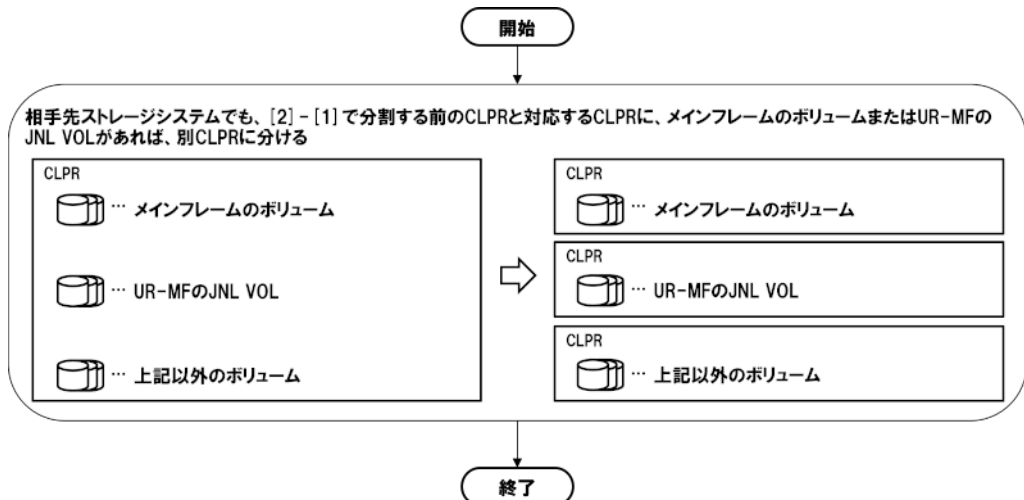 開始
相手先ストレージシステムでも、[2]-[1]で分割する前のCLPRと対応するCLPRに、メインフレームのボリュームまたはUR-MFの
JNL VOLがあれば、別CLPRに分ける
CLPR
… メインフレームのボリューム
… UR-MFのJNL VOL
… 上記以外のボリューム
CLPR
… メインフレームのボリューム
CLPR
… UR-MFのJNL VOL
CLPR
… 上記以外のボリューム
終了